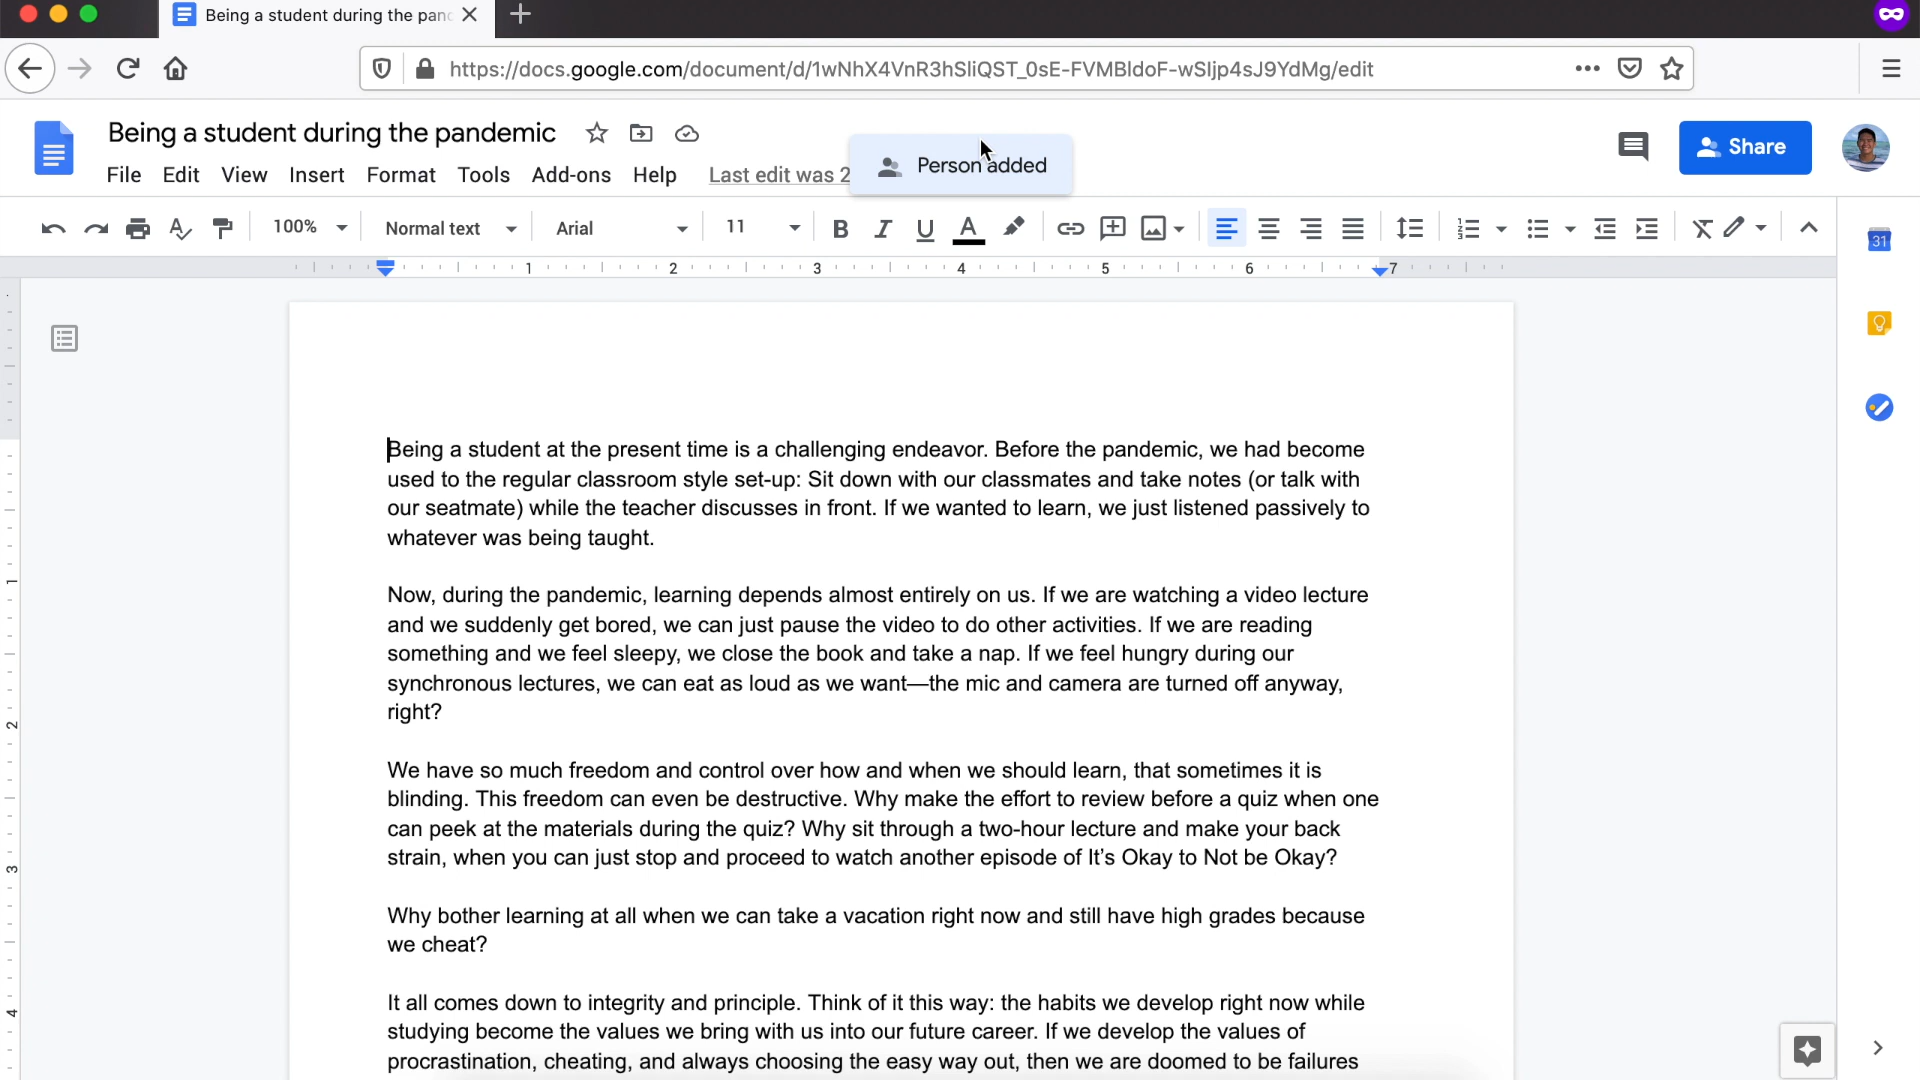 Being a student during the pan
https://docs.google.com/document/d/1wNhX4VnR3hSliQST_0sE-FVMBldoF-wSljp4sJ9YdMg/edit
Being a student during the pandemic
File Edit View Insert Format Tools Add-ons Help Last edit was 2
Person added
Share
100% Normal text Arial 11 B I U A
31
1 2 3 4 5 6 7
Being a student at the present time is a challenging endeavor. Before the pandemic, we had become
used to the regular classroom style set-up: Sit down with our classmates and take notes (or talk with
our seatmate) while the teacher discusses in front. If we wanted to learn, we just listened passively to
whatever was being taught.
Now, during the pandemic, learning depends almost entirely on us. If we are watching a video lecture
and we suddenly get bored, we can just pause the video to do other activities. If we are reading
something and we feel sleepy, we close the book and take a nap. If we feel hungry during our
synchronous lectures, we can eat as loud as we want—the mic and camera are turned off anyway,
right?
We have so much freedom and control over how and when we should learn, that sometimes it is
blinding. This freedom can even be destructive. Why make the effort to review before a quiz when one
can peek at the materials during the quiz? Why sit through a two-hour lecture and make your back
strain, when you can just stop and proceed to watch another episode of It’s Okay to Not be Okay?
Why bother learning at all when we can take a vacation right now and still have high grades because
we cheat?
It all comes down to integrity and principle. Think of it this way: the habits we develop right now while
studying become the values we bring with us into our future career. If we develop the values of
procrastination, cheating, and always choosing the easy way out, then we are doomed to be failures
1
2
3
4